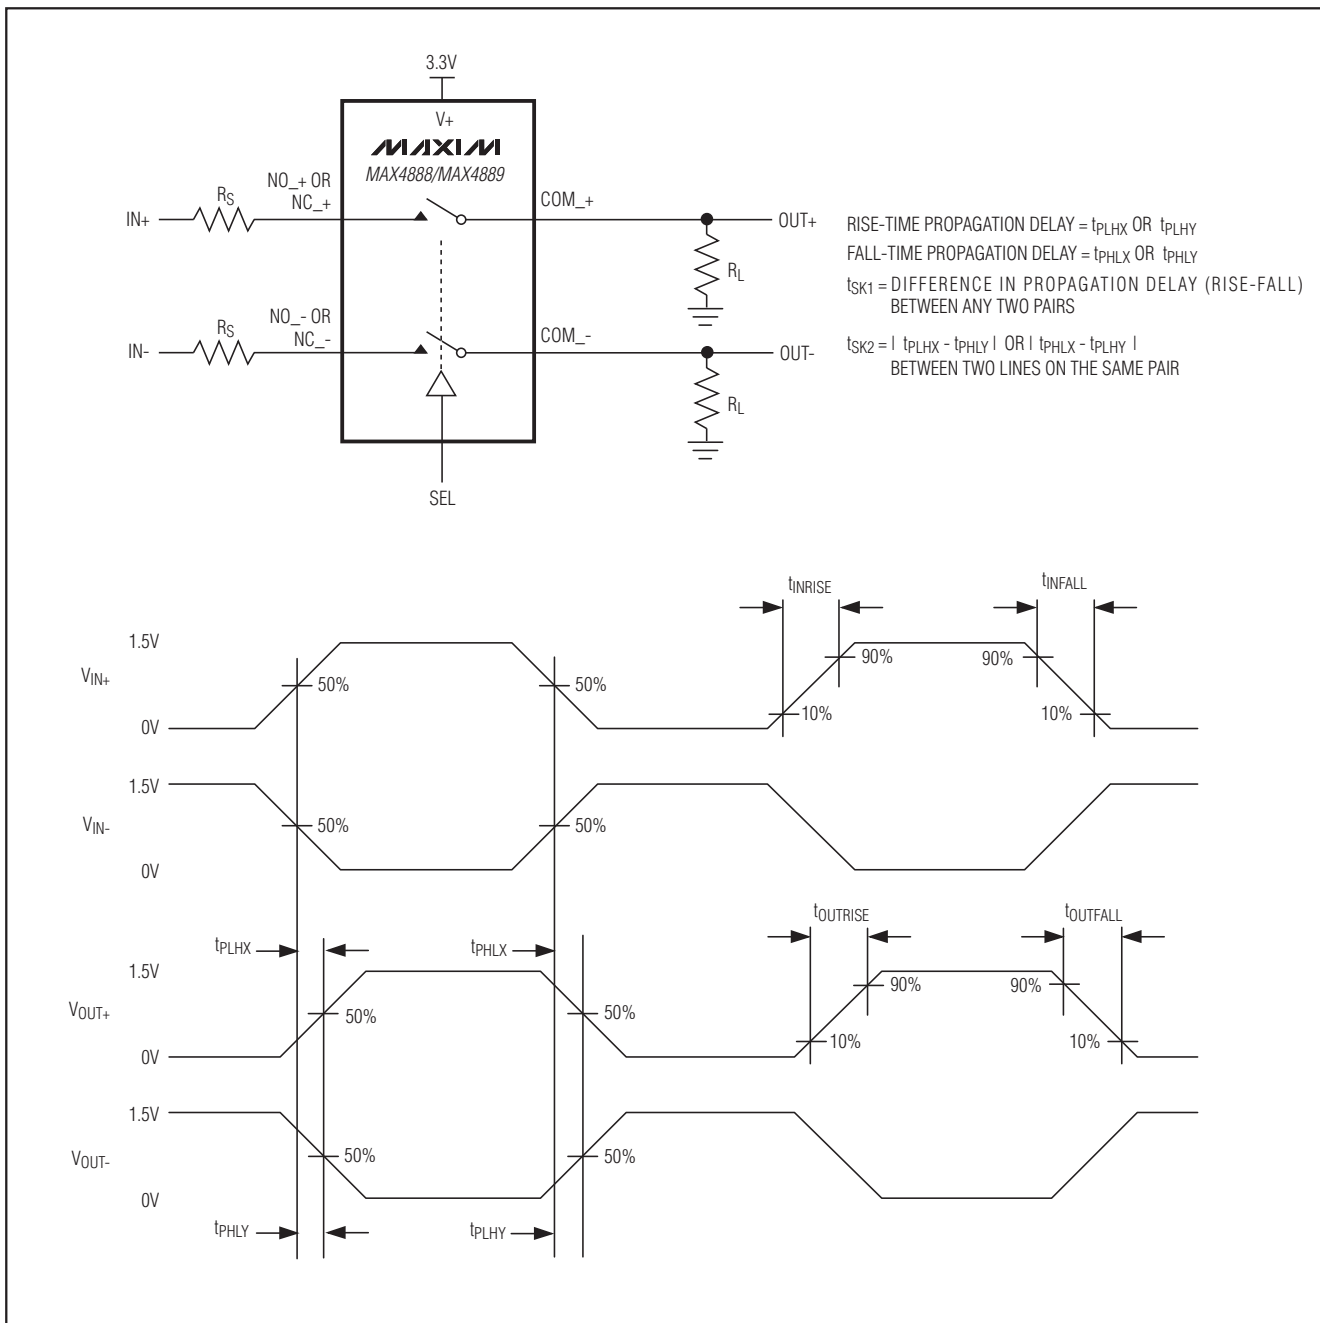 3.3V
V+
MAXIM
MAX4888/MAX4889
NO_+ OR
NC_+
RS
IN+
COM_+
OUT+
RL
NO_- OR
NC_-
RS
IN-
COM_-
OUT-
RL
SEL
RISE-TIME PROPAGATION DELAY = tPLHX OR tPLHY
FALL-TIME PROPAGATION DELAY = tPHLX OR tPHLY
tSK1 = DIFFERENCE IN PROPAGATION DELAY (RISE-FALL)
BETWEEN ANY TWO PAIRS
tSK2 = | tPLHX - tPHLY | OR | tPHLX - tPLHY |
BETWEEN TWO LINES ON THE SAME PAIR
tINRISE
tINFALL
1.5V
VIN+
0V
50%
50%
90%
10%
90%
10%
1.5V
VIN-
0V
50%
50%
tOUTRISE
tOUTFALL
tPLHX
tPHLX
1.5V
VOUT+
0V
50%
50%
90%
10%
90%
10%
1.5V
VOUT-
0V
50%
50%
tPHLY
tPLHY